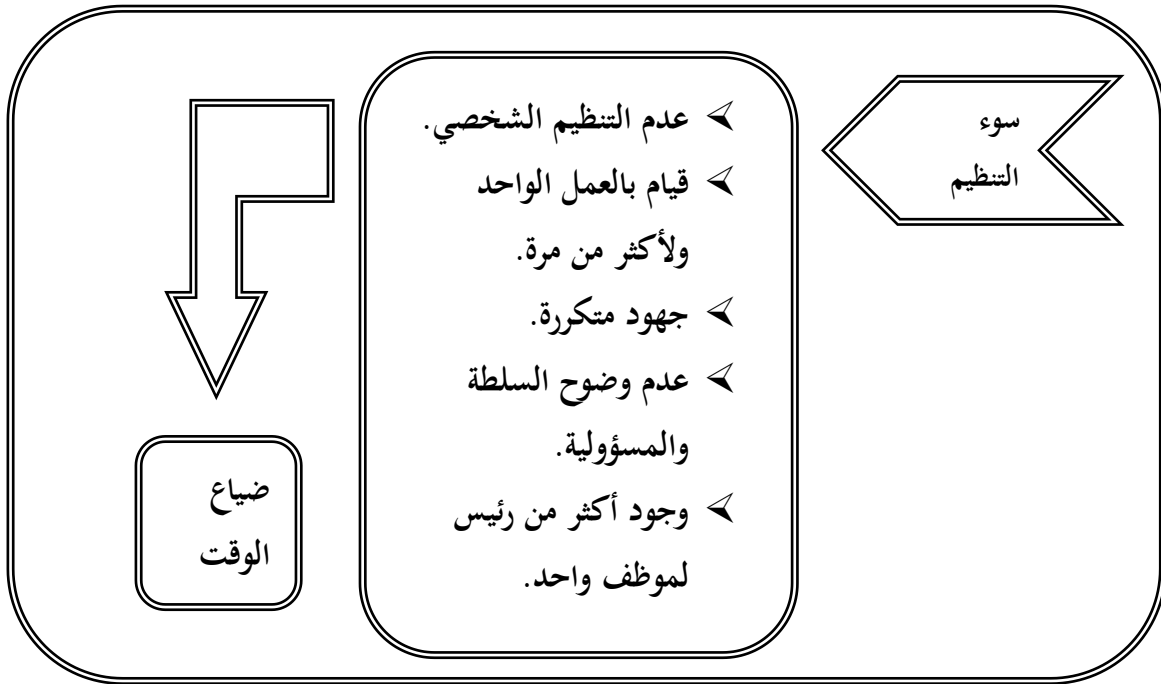 سوء
التنظيم
عدم التنظيم الشخصي.
قيام بالعمل الواحد
ولأكثر من مرة.
جهود متكررة.
عدم وضوح السلطة
والمسؤولية.
وجود أكثر من رئيس
لموظف واحد.
ضياع
الوقت